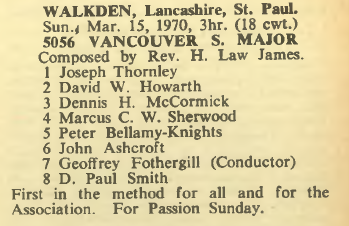 WALKDEN, Lancashire, St. Paul.
Sun., Mar. 15, 1970, 3hr. (18 cwt.)
5056 VANCOUVER S. MAJOR
Composed by Rev. H. Law James.
1 Joseph Thornley
2 David W. Howarth
3 Dennis H. McCormick
4 Marcus C. W. Sherwood
5 Peter Bellamy-Knights
6 John Ashcroft
7 Geoffrey Fothergill (Conductor)
8 D. Paul Smith
First in the method for all and for the
Association. For Passion Sunday.